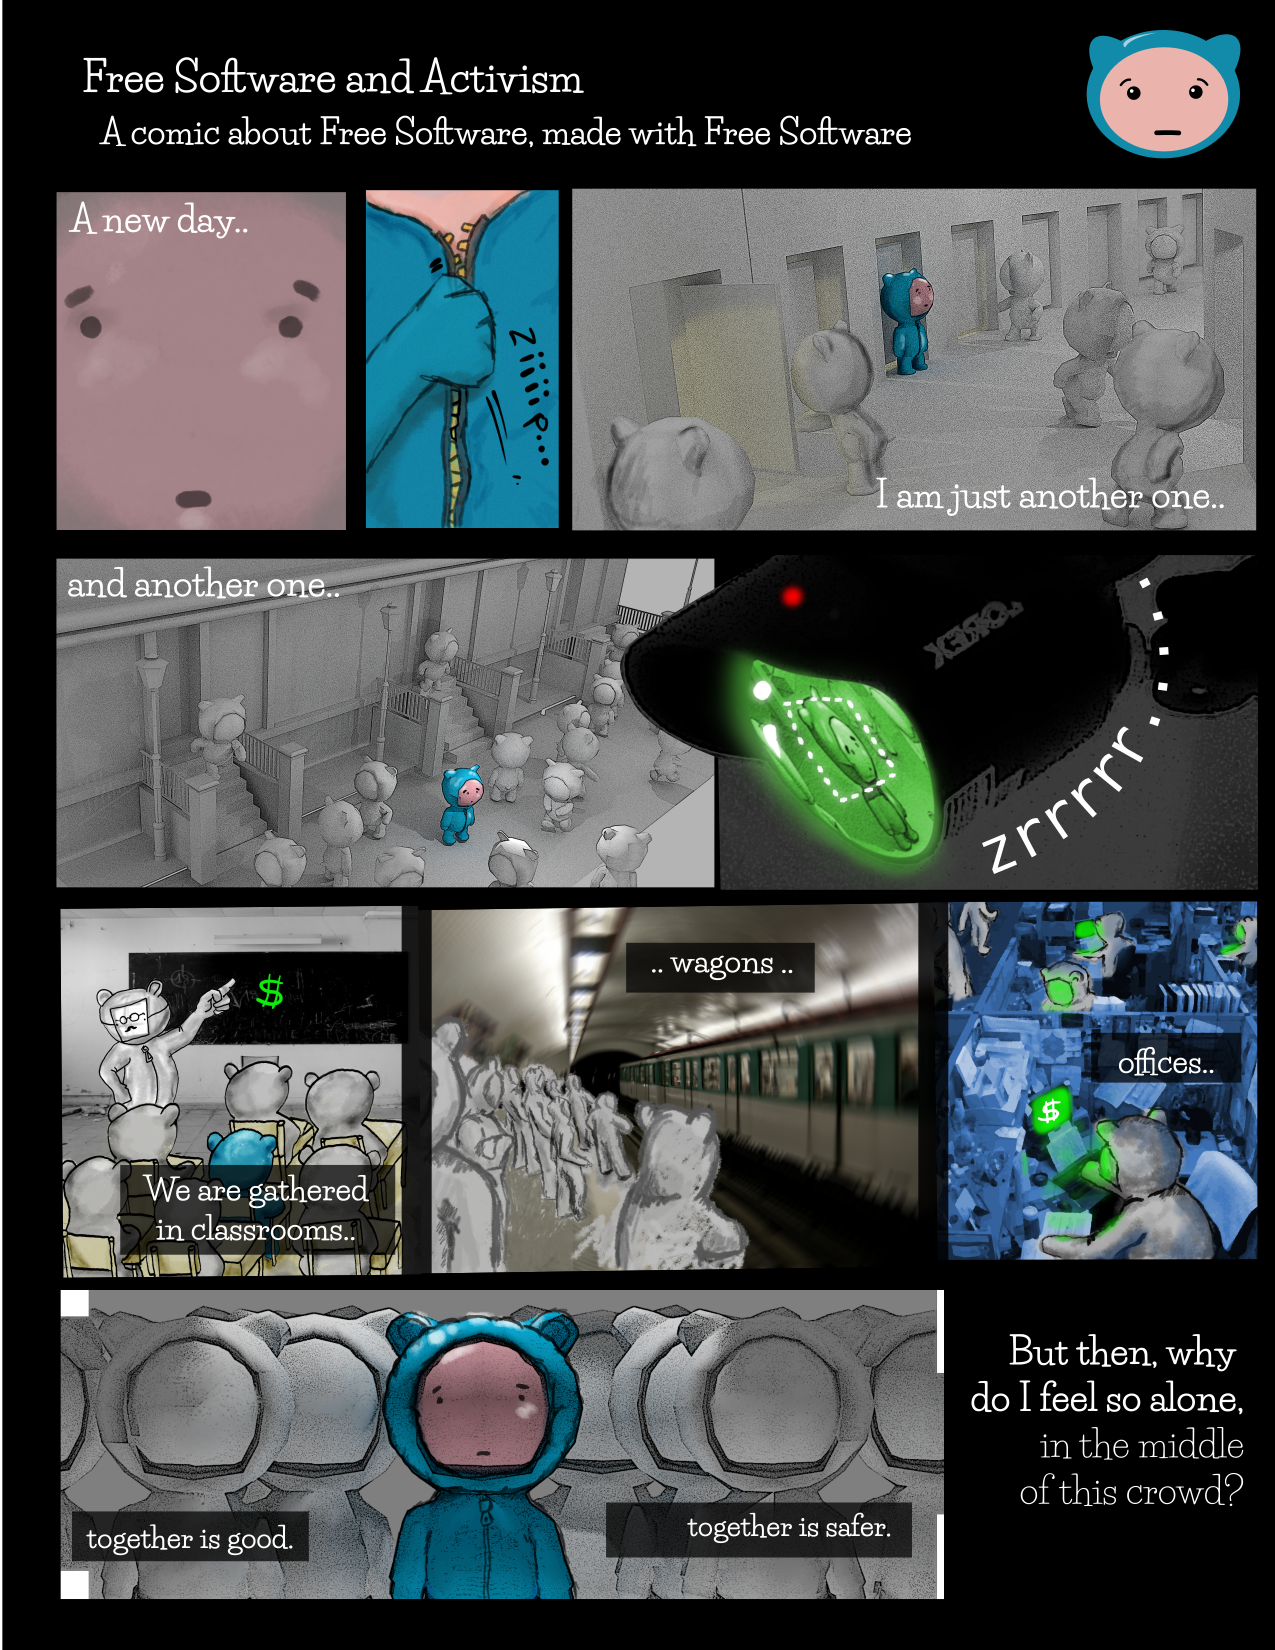 Free Software and Activism
A comic about Free Software, made with Free Software
A new day..
ziiiip...
I am just another one..
and another one..
zrrrrr....
$
We are gathered
in classrooms..
.. wagons ..
offices..
$
together is good.
together is safer.
But then, why
do I feel so alone,
in the middle
of this crowd?